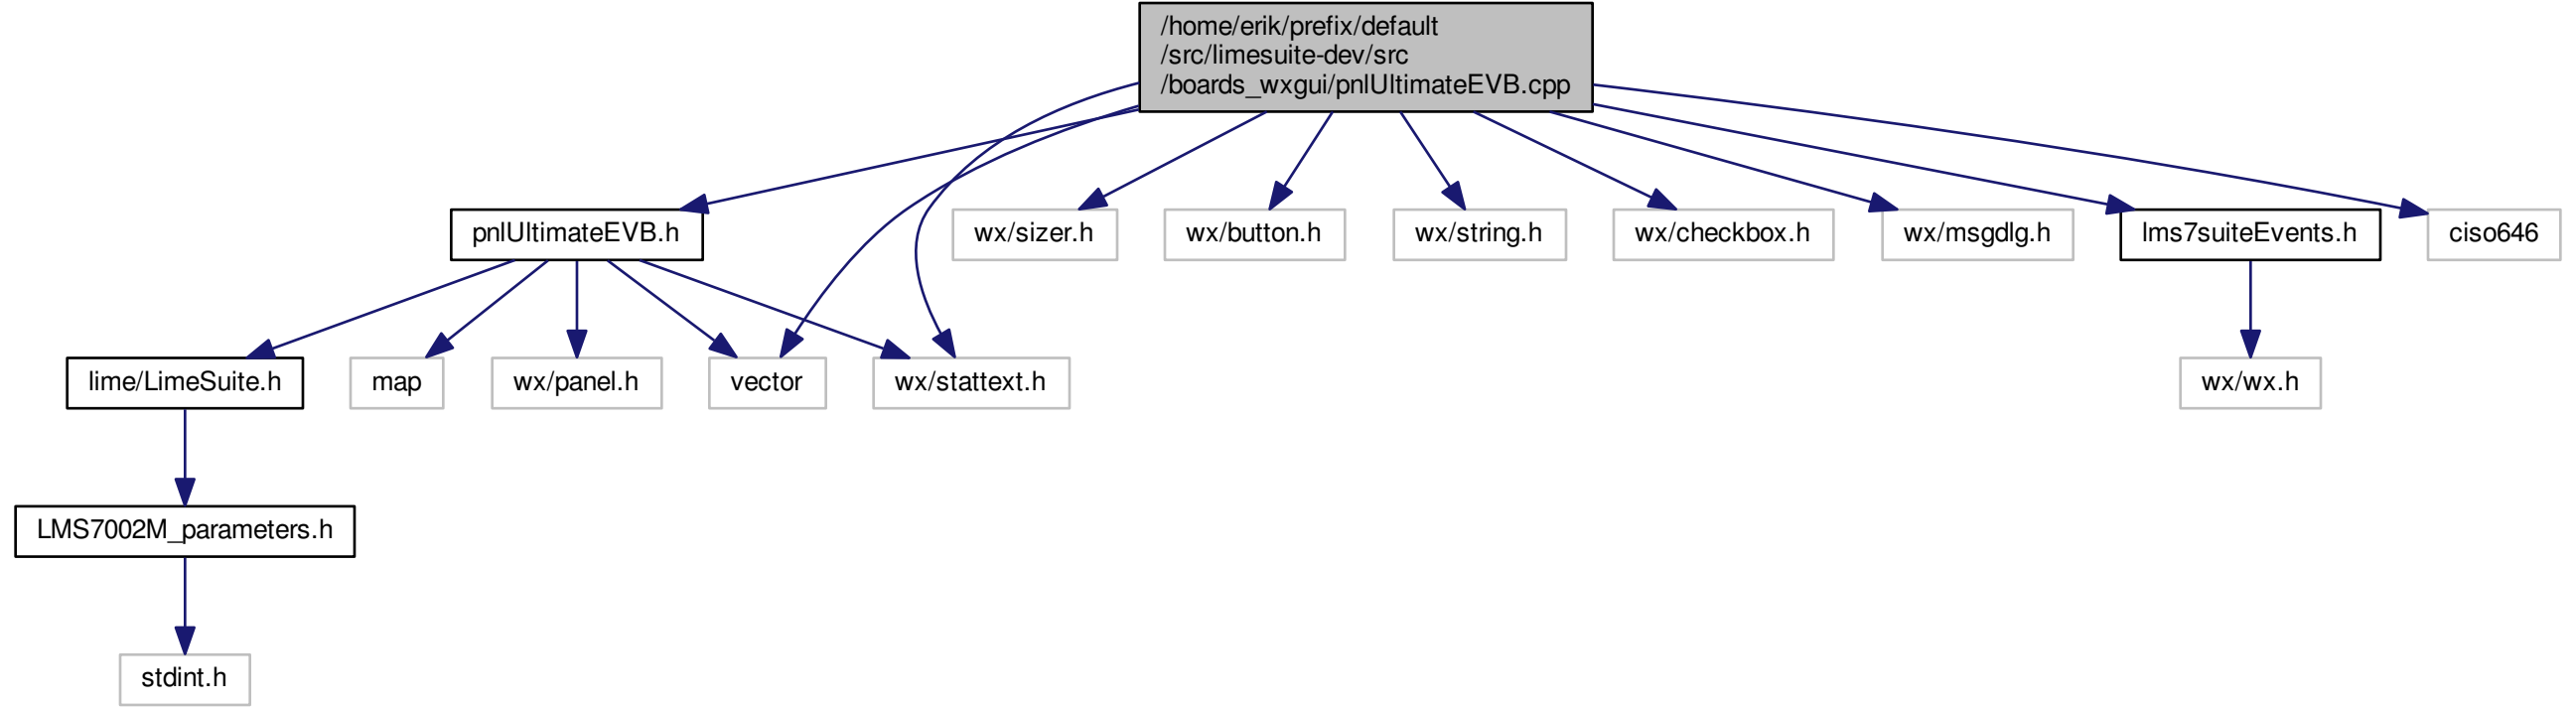 /home/erik/prefix/default
/src/limesuite-dev/src
/boards_wxgui/pnlUltimateEVB.cpp
pnlUltimateEVB.h
wx/sizer.h
wx/button.h
wx/string.h
wx/checkbox.h
wx/msgdlg.h
lms7suiteEvents.h
ciso646
lime/LimeSuite.h
map
wx/panel.h
vector
wx/stattext.h
wx/wx.h
LMS7002M_parameters.h
stdint.h